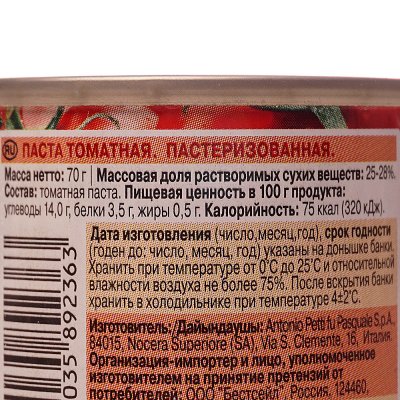 RU ПАСТА ТОМАТНАЯ. ПАСТЕРИЗОВАННАЯ.
Масса нетто: 70 г | Массовая доля растворимых сухих веществ: 25-28%.
Состав: томатная паста. Пищевая ценность в 100 г продукта:
углеводы 14,0 г, белки 3,5 г, жиры 0,5 г. Калорийность: 75 ккал (320 кДж).
Дата изготовления (число,месяц,год), срок годности
(годен до: число, месяц, год) указаны на донышке банки.
Хранить при температуре от 0˚С до 25˚С и относительной
влажности воздуха не более 75%. После вскрытия банки
хранить в холодильнике при температуре 4±2˚С.
Изготовитель: / Дайындаушы: Antonio Petti fu Pasquale S.p.A.,
84015, Nocera Superiore (SA), Via S. Clemente, 16, Италия.
Организация-импортер и лицо, уполномоченное
изготовителем на принятие претензий от
потребителей: ООО "Бестсейл", Россия, 124460,
035 892363